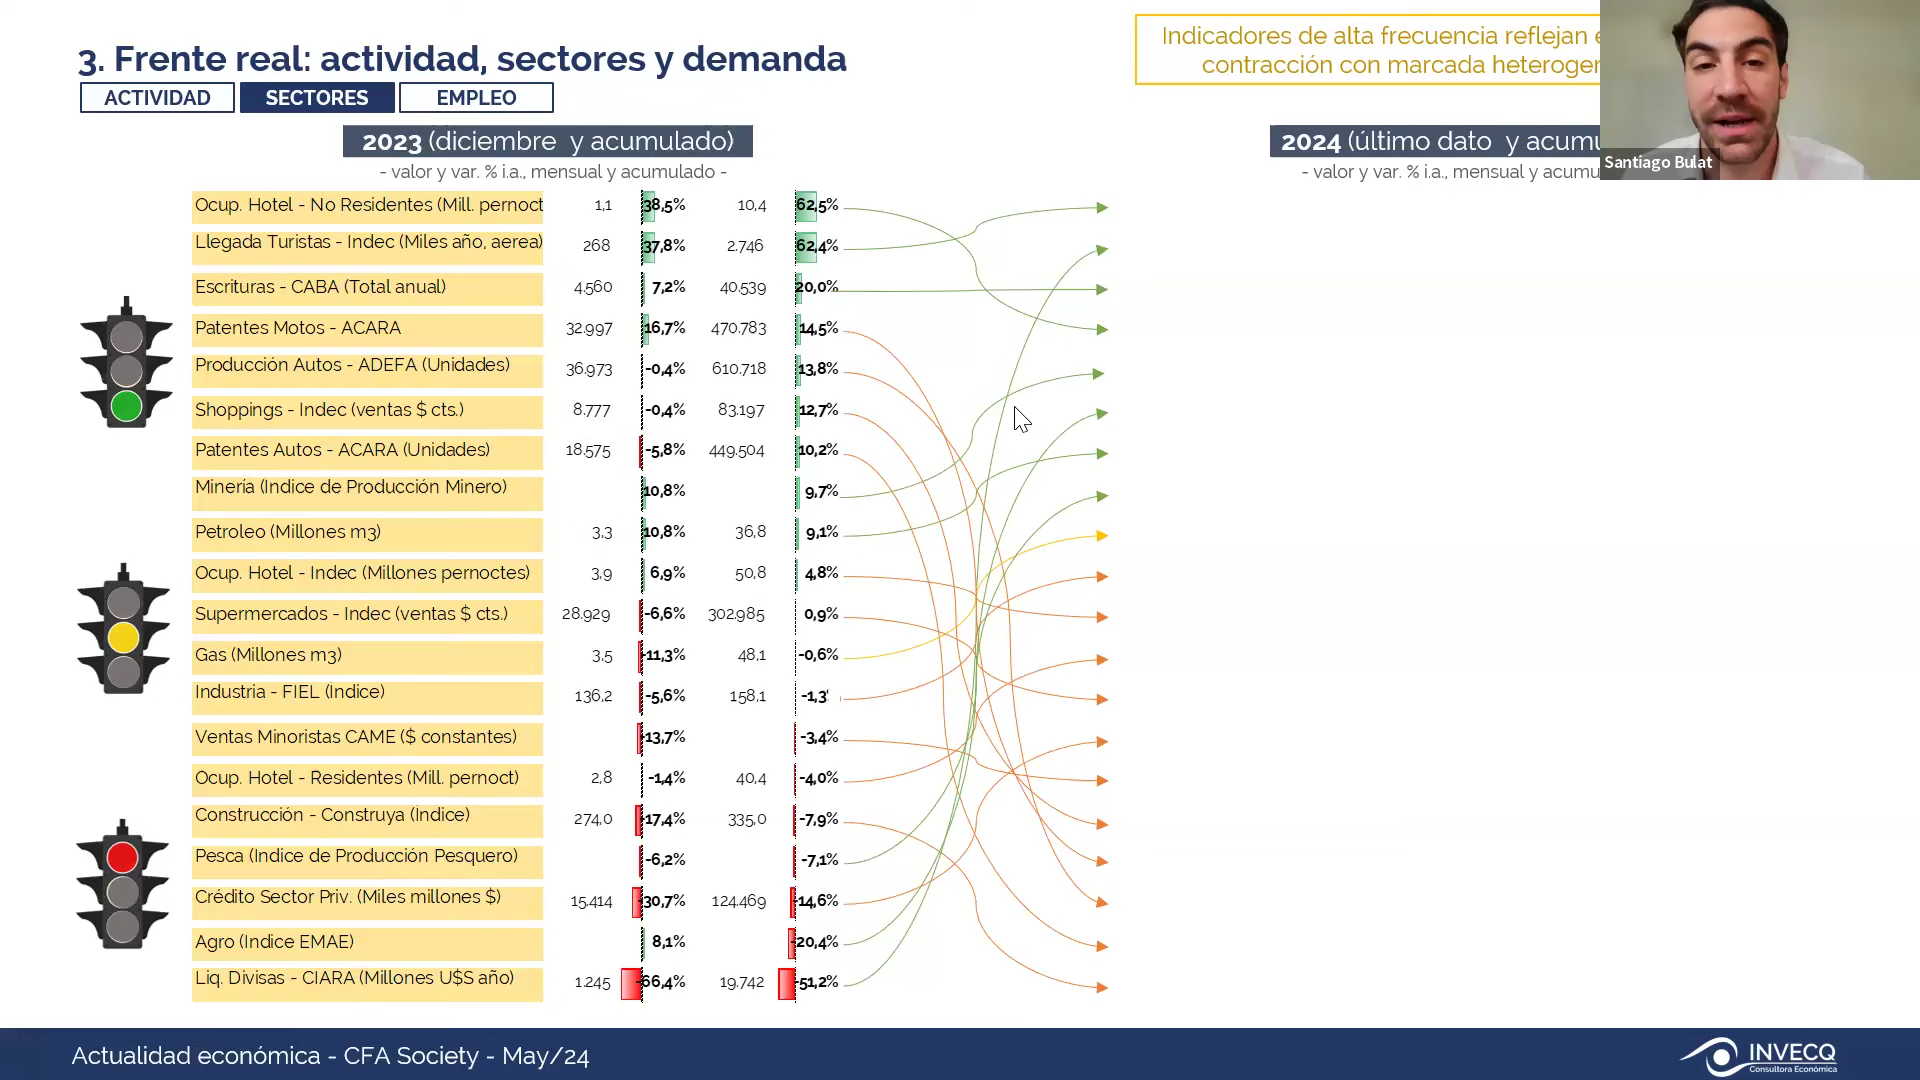 3. Frente real: actividad, sectores y demanda
Indicadores de alta frecuencia reflejan
contracción con marcada
ACTIVIDAD
SECTORES
EMPLEO
2023 (diciembre y acumulado)
- valor y var. % i.a., mensual y acumulado -
2024 (último dato y
- valor y var. % i.a., mensual y
Santiago Bulat
Ocup. Hotel - No Residentes (Mill. pernoct 1,1 38,5% 10,4 62,5%
Llegada Turistas - Indec (Miles año, aerea) 268 37,8% 2.746 62,4%
Escrituras - CABA (Total anual) 4.560 7,2% 40.539 20,0%
Patentes Motos - ACARA 32.997 16,7% 470.783 14,5%
Producción Autos - ADEFA (Unidades) 36.973 -0,4% 610.718 13,8%
Shoppings - Indec (ventas $ cts.) 8.777 -0,4% 83.197 12,7%
Patentes Autos - ACARA (Unidades) 18.575 -5,8% 449.504 10,2%
Minería (Indice de Producción Minero) 10,8% 9,7%
Petroleo (Millones m3) 3,3 10,8% 36,8 9,1%
Ocup. Hotel - Indec (Millones pernoctes) 3,9 6,9% 50,8 4,8%
Supermercados - Indec (ventas $ cts.) 28.929 -6,6% 302.985 0,9%
Gas (Millones m3) 3,5 -11,3% 48,1 -0,6%
Industria - FIEL (Índice) 136,2 -5,6% 158,1 -1,3
Ventas Minoristas CAME ($ constantes) -13,7% -3,4%
Ocup. Hotel - Residentes (Mill. pernoct) 2,8 -1,4% 40,4 -4,0%
Construcción - Construya (Índice) 274,0 -17,4% 335,0 -7,9%
Pesca (Indice de Producción Pesquero) -6,2% -7,1%
Crédito Sector Priv. (Miles millones $) 15.414 -30,7% 124.469 -14,6%
Agro (Indice EMAE) 8,1% -20,4%
Liq. Divisas - CIARA (Millones U$S año) 1.245 -66,4% 19.742 -51,2%
Actualidad económica - CFA Society - May/24
INVECQ
Consultora Económica